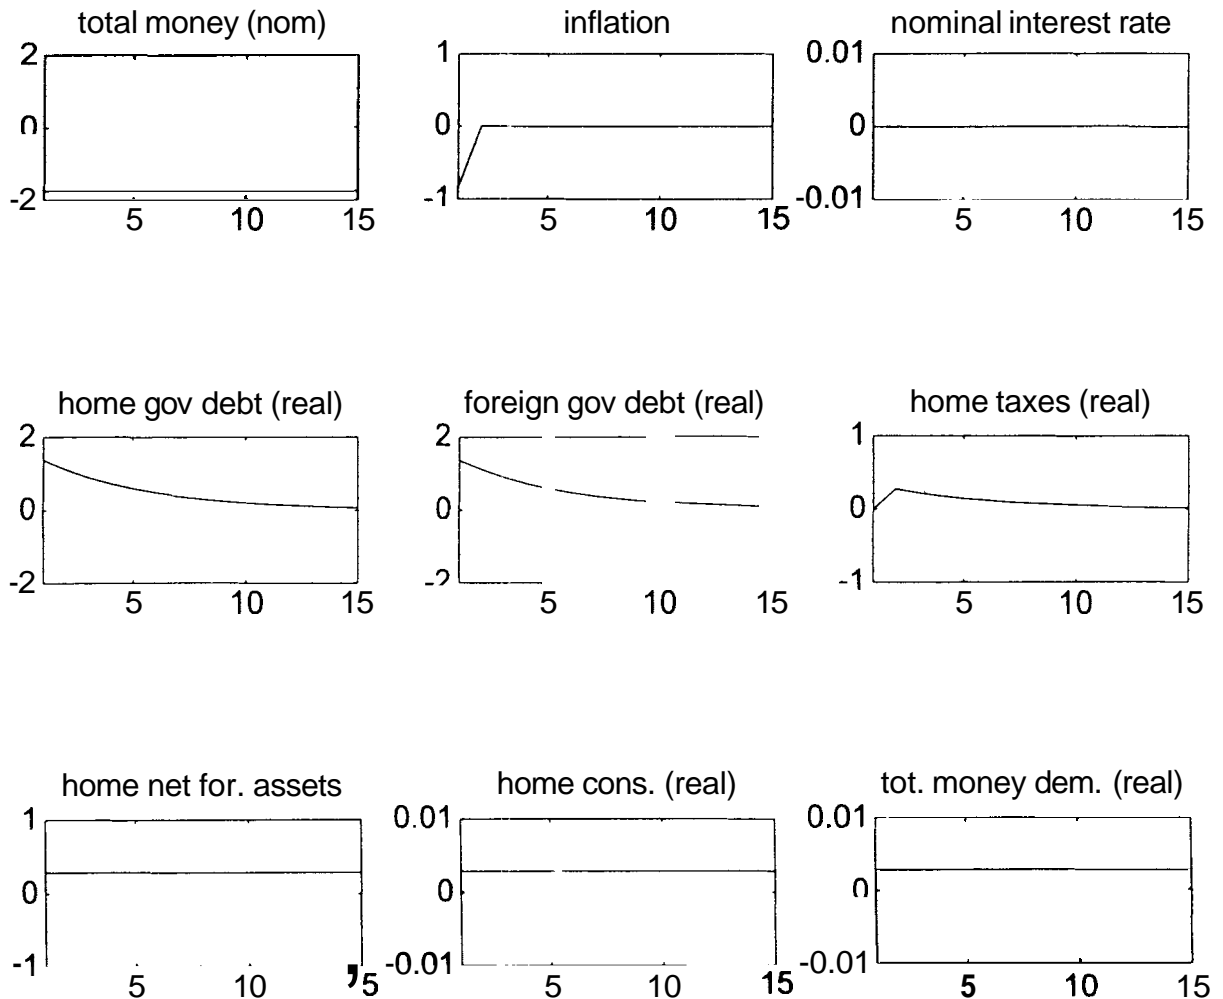 total money (nom)
2
0
-2
5 10 15
inflation
1
0
-1
5 10 15
nominal interest rate
0.01
0
-0.01
5 10 15
home gov debt (real)
2
0
-2
5 10 15
foreign gov debt (real)
2
0
-2
5 10 15
home taxes (real)
1
0
-1
5 10 15
home net for. assets
1
0
-1
5 10 ,5
home cons. (real)
0.01
0
-0.01
5 10 15
tot. money dem. (real)
0.01
0
-0.01
5 10 15